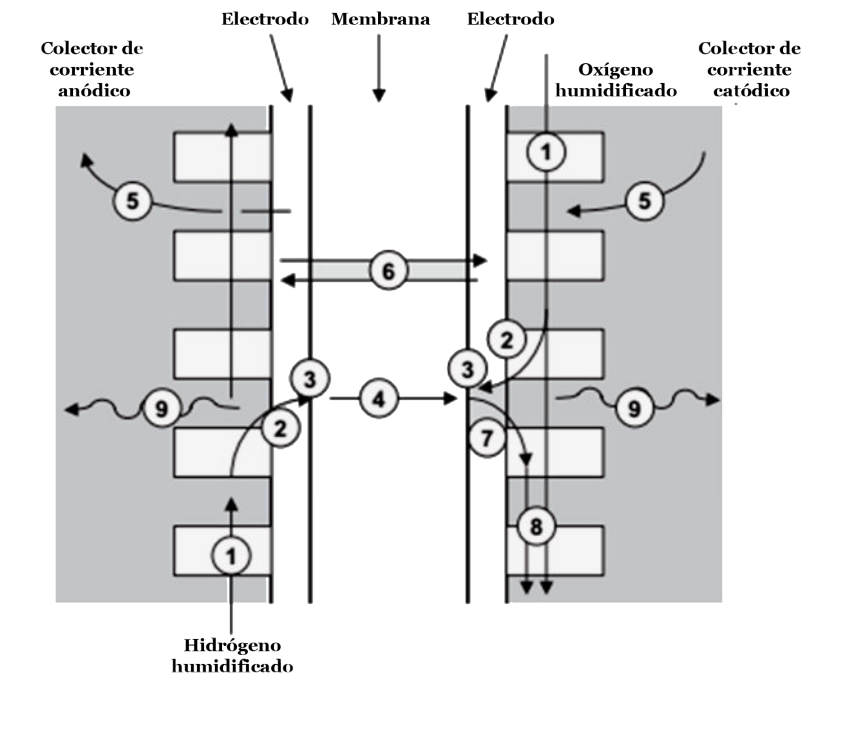 Electrodo
Membrana
Electrodo
Colector de
corriente
anódico
Oxígeno
humidificado
Colector de
corriente
catódico
1
5
5
6
2
3
3
4
9
9
2
7
8
1
Hidrógeno
humidificado